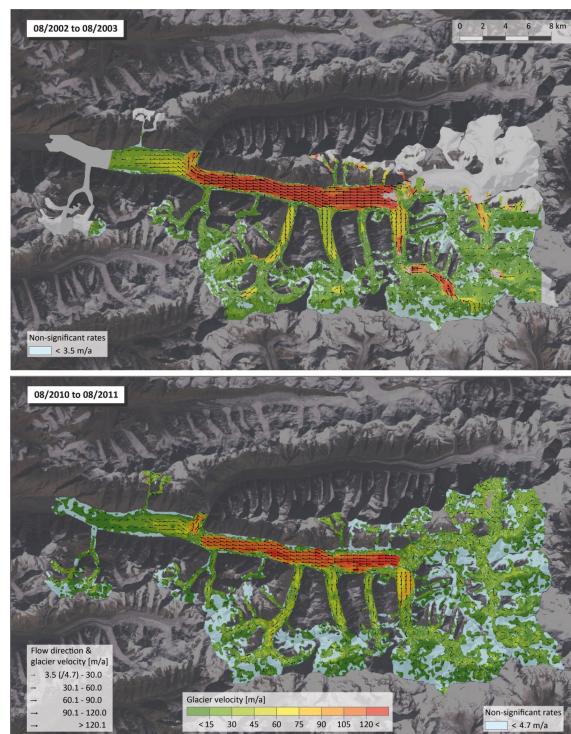 08/2002 to 08/2003
0 2 4 6 8 km
Non-significant rates
< 3.5 m/a
08/2010 to 08/2011
Flow direction &
glacier velocity [m/a]
3.5 (/4.7) - 30.0
30.1 - 60.0
60.1 - 90.0
90.1 - 120.0
> 120.1
Glacier velocity [m/a]
<15 30 45 60 75 90 105 120<
Non-significant rates
< 4.7 m/a